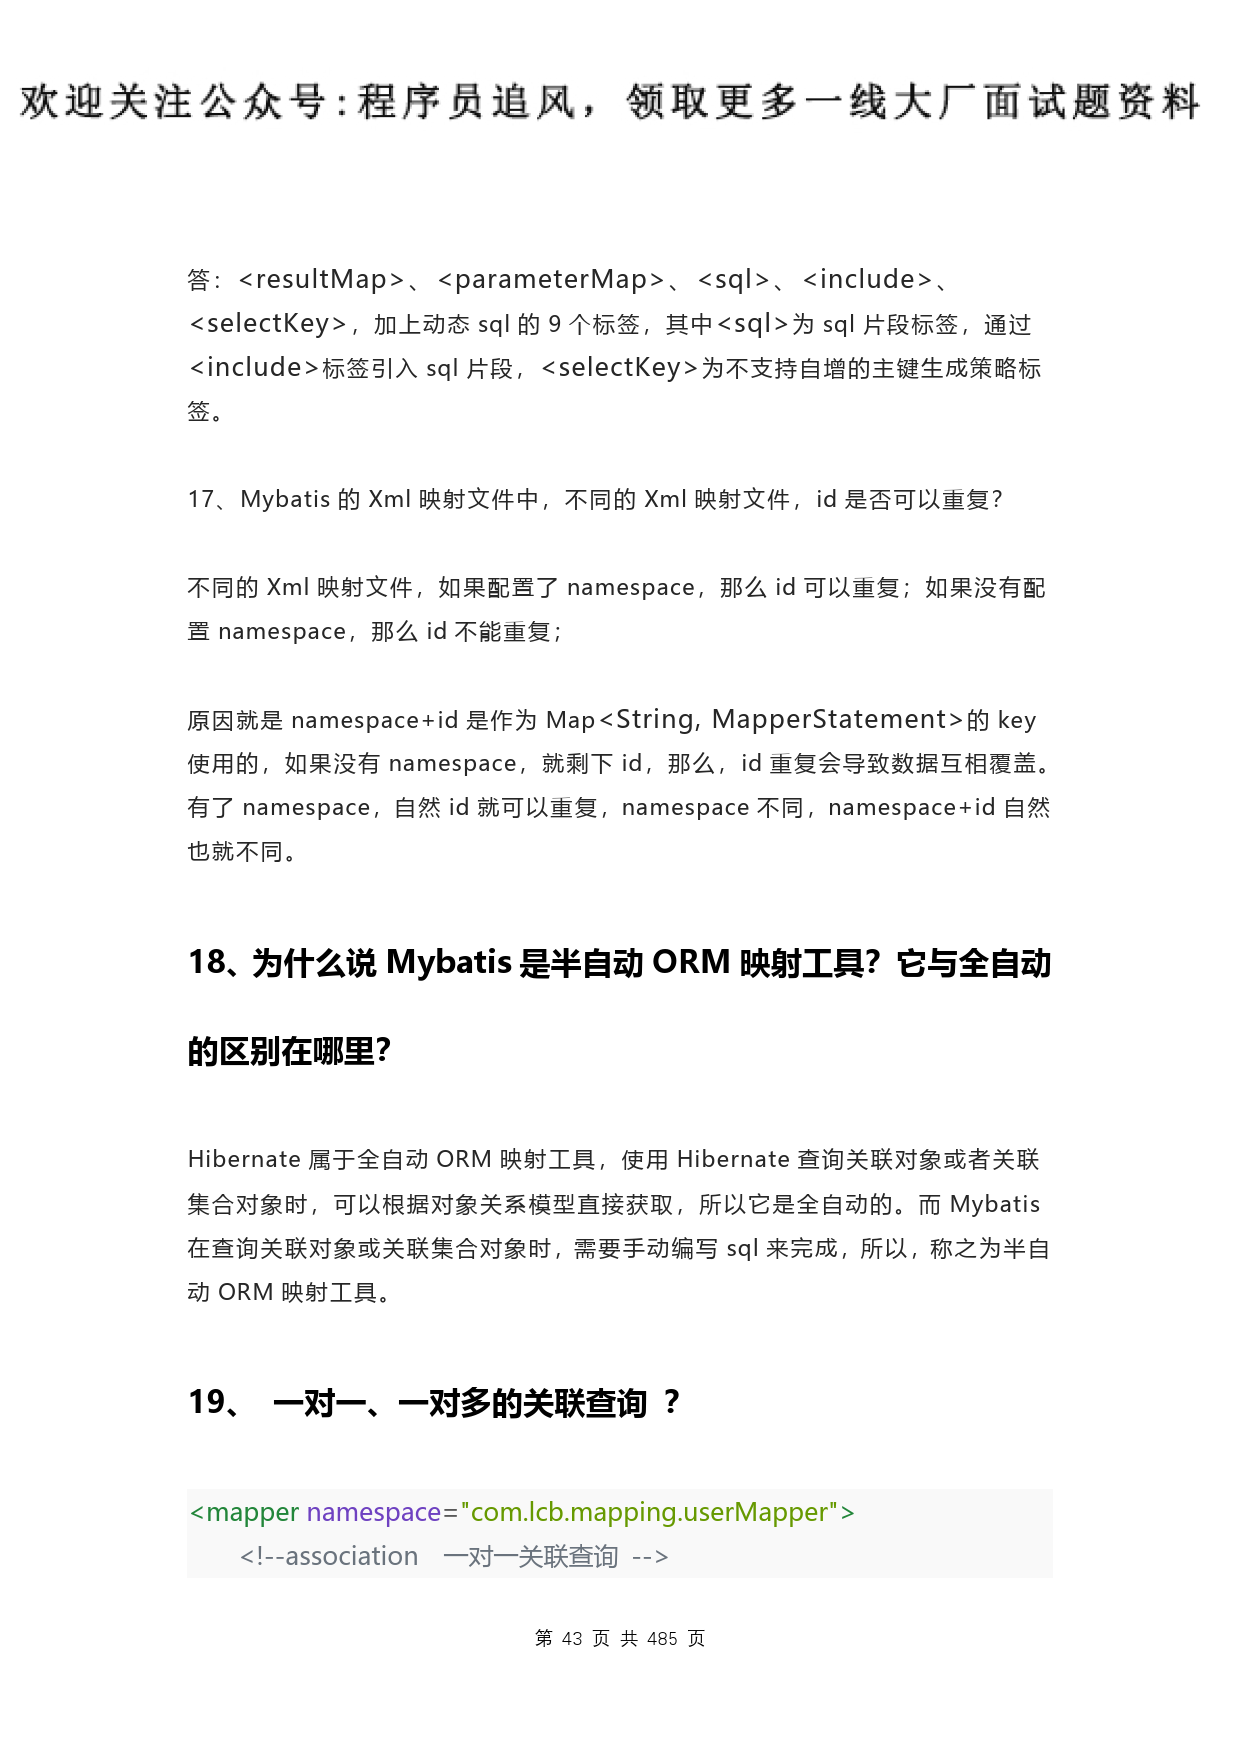 欢迎关注公众号:程序员追风，领取更多一线大厂面试题资料
答：<resultMap>、<parameterMap>、<sql>、<include>、
<selectKey>，加上动态 sql 的 9 个标签，其中<sql>为 sql 片段标签，通过
<include>标签引入 sql 片段，<selectKey>为不支持自增的主键生成策略标
签。
17、Mybatis 的 Xml 映射文件中，不同的 Xml 映射文件，id 是否可以重复？
不同的 Xml 映射文件，如果配置了 namespace，那么 id 可以重复；如果没有配
置 namespace，那么 id 不能重复；
原因就是 namespace+id 是作为 Map<String, MapperStatement>的 key
使用的，如果没有 namespace，就剩下 id，那么，id 重复会导致数据互相覆盖。
有了 namespace，自然 id 就可以重复，namespace 不同，namespace+id 自然
也就不同。
18、为什么说 Mybatis 是半自动 ORM 映射工具？它与全自动
的区别在哪里？
Hibernate 属于全自动 ORM 映射工具，使用 Hibernate 查询关联对象或者关联
集合对象时，可以根据对象关系模型直接获取，所以它是全自动的。而 Mybatis
在查询关联对象或关联集合对象时，需要手动编写 sql 来完成，所以，称之为半自
动 ORM 映射工具。
19、 一对一、一对多的关联查询 ？
<mapper namespace="com.lcb.mapping.userMapper">
<!--association 一对一关联查询 -->
第 43 页 共 485 页